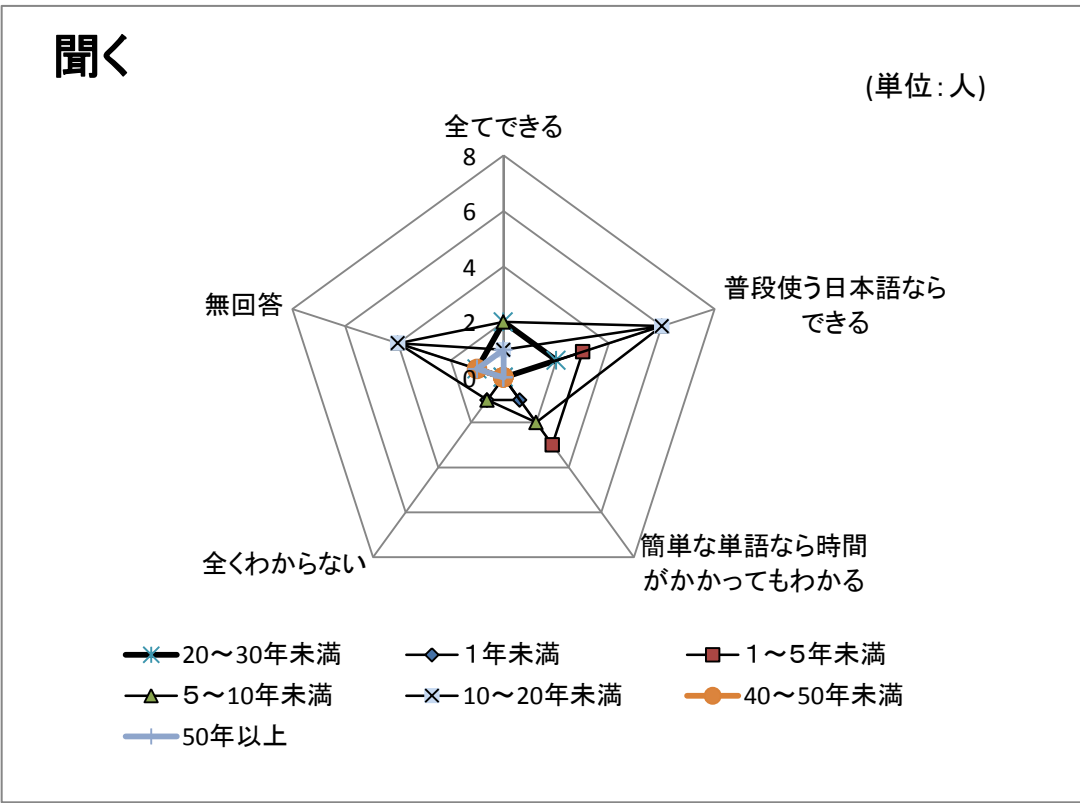 聞く
(単位：人)
全てできる
8
6
4
2
0
普段使う日本語なら
できる
無回答
簡単な単語なら時間
がかかってもわかる
全くわからない
20～30年未満
１年未満
１～５年未満
５～10年未満
10～20年未満
40～50年未満
50年以上